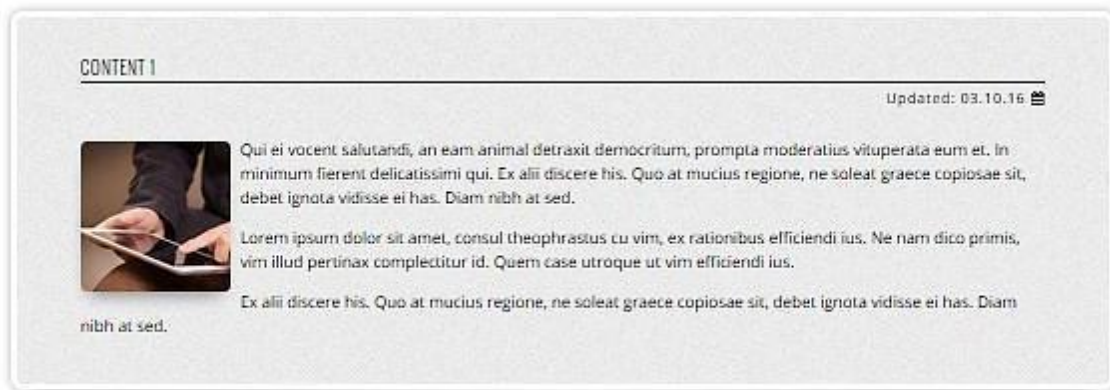 CONTENT 1
Updated: 03.10.16
Qui ei vocent salutandi, an eam animal detraxit democritum, prompta moderatius vituperata eum et. In
minimum fierent delicatissimi qui. Ex alii discere his. Quo at mucius regione, ne soleat graece copiosae sit,
debet ignota vidisse ei has. Diam nibh at sed.
Lorem ipsum dolor sit amet, consul theophrastus cu vim, ex rationibus efficiendi ius. Ne nam dico primis,
vim illud pertinax complectitur id. Quem case utroque ut vim efficiendi ius.
Ex alii discere his. Quo at mucius regione, ne soleat graece copiosae sit, debet ignota vidisse ei has. Diam
nibh at sed.